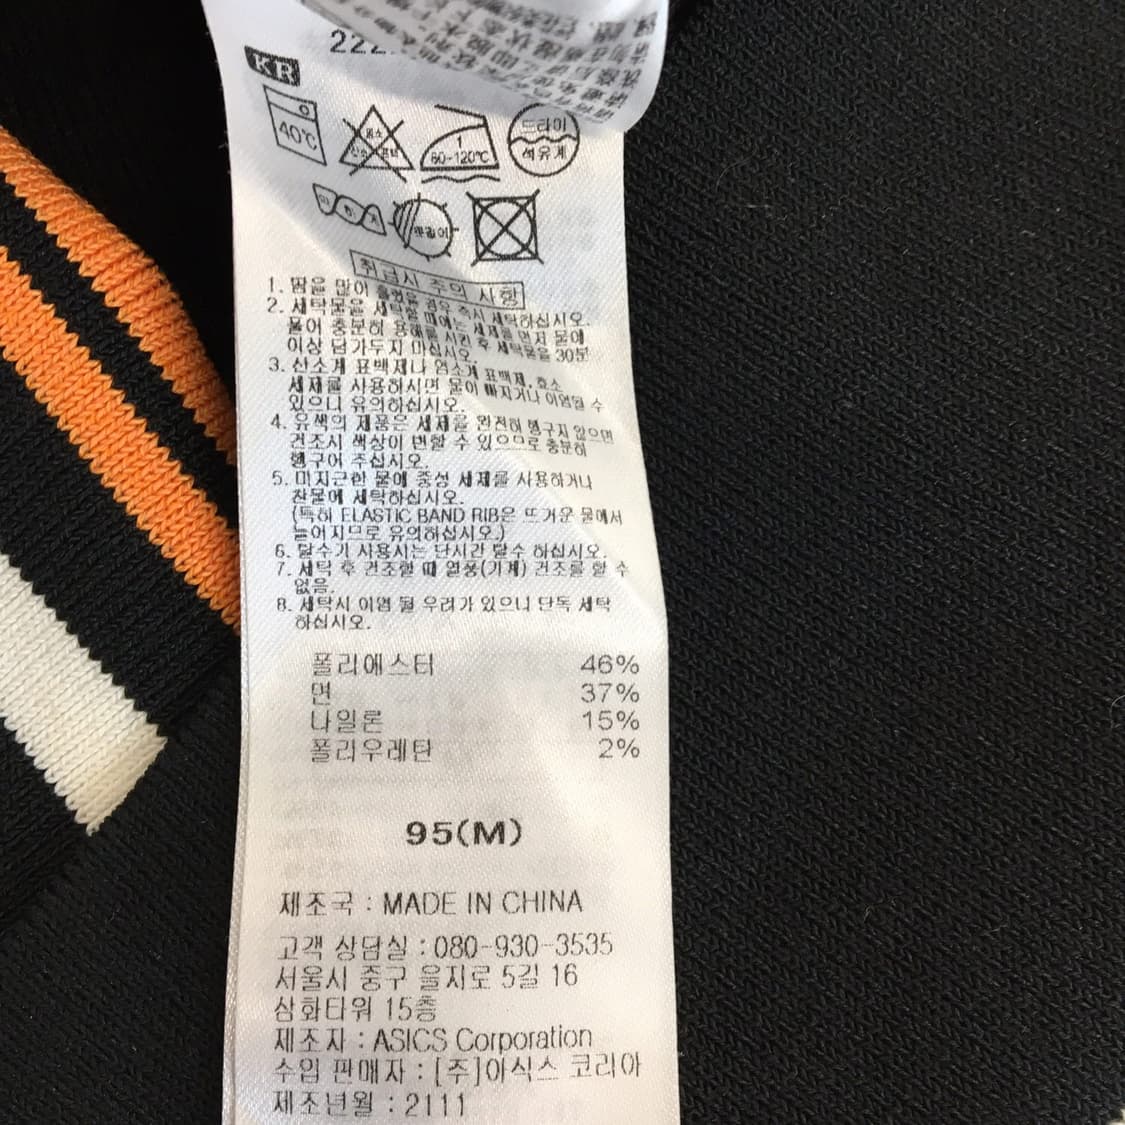 KR
40℃
80-120℃
드라이
석유계
취급시 주의 사항
1. 땀을 많이 흘렸을 경우 즉시 세탁하십시오.
2. 세탁물을 세탁할 때에는 세제를 먼저 물에
풀어 충분히 용해를 시킨 후 세탁물을 30분
이상 담가두지 마십시오.
3. 산소계 표백제나 염소계 표백제, 효소
세제를 사용하시면 물이 빠지거나 이염될 수
있으니 유의하십시오.
4. 유색의 제품은 세제를 완전히 헹구지 않으면
건조시 색상이 변할 수 있으므로 충분히
헹구어 주십시오.
5. 미지근한 물에 중성 세제를 사용하거나
찬물에 세탁하십시오.
(특히 ELASTIC BAND RIB은 뜨거운 물에서
늘어지므로 유의하십시오.)
6. 탈수기 사용시는 단시간 탈수 하십시오.
7. 세탁 후 건조할 때 열풍(기계) 건조를 할 수
없음.
8. 세탁시 이염 될 우려가 있으니 단독 세탁
하십시오.
폴리에스터 46%
면 37%
나일론 15%
폴리우레탄 2%
95(M)
제조국 : MADE IN CHINA
고객 상담실 : 080-930-3535
서울시 중구 을지로 5길 16
삼화타워 15층
제조자 : ASICS Corporation
수입 판매자 : [주]아식스 코리아
제조년월 : 2111